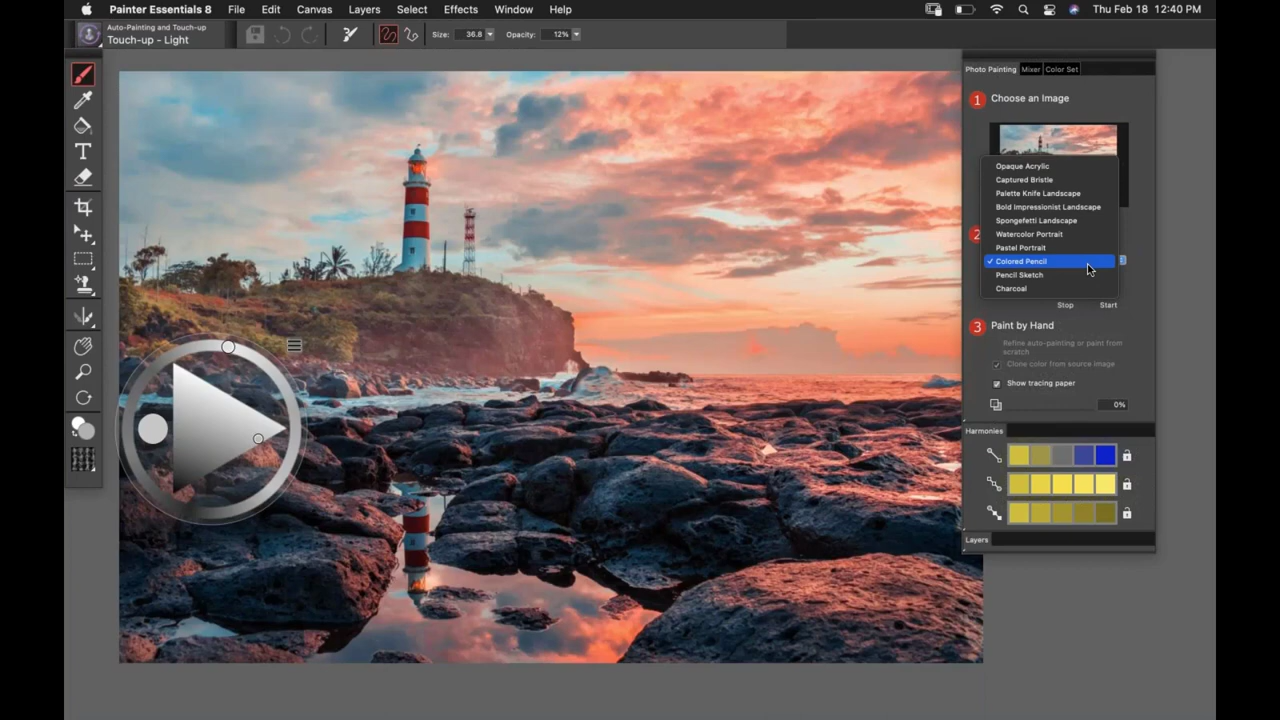 Painter Essentials 8 File Edit Canvas Layers Select Effects Window Help Thu Feb 18 12:40 PM
Auto-Painting and Touch-up
Touch-up - Light
Size: 36.8 Opacity: 12%
Photo Painting Mixer Color Set
1 Choose an Image
Opaque Acrylic
Captured Bristle
Palette Knife Landscape
Bold Impressionist Landscape
Spongefetti Landscape
2
Watercolor Portrait
Pastel Portrait
✓ Colored Pencil
Pencil Sketch
Charcoal
Stop Start
3 Paint by Hand
Refine auto-painting or paint from
scratch
Clone color from source image
Show tracing paper
0%
Harmonies
Layers
T